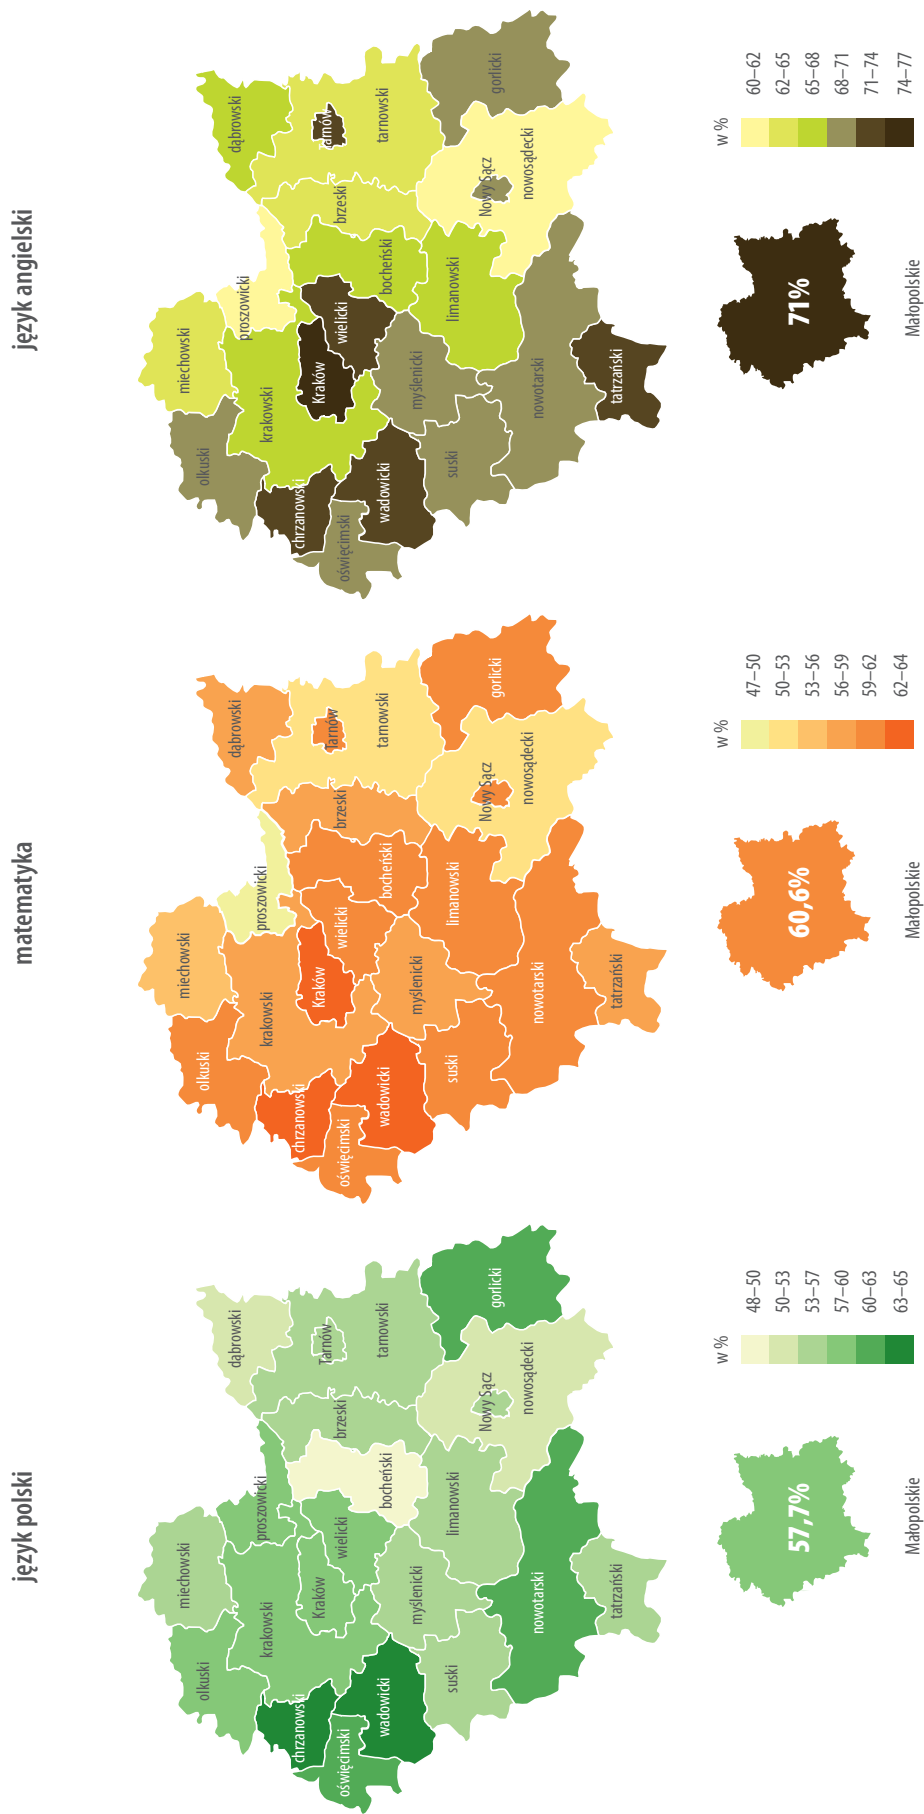 język polski
miechowski
olkuski
proszowicki
dąbrowski
krakowski
chrzanowski
Kraków
wielicki
brzeski
Tarnów
oświęcimski
wadowicki
bocheński
tarnowski
myślenicki
suski
limanowski
Nowy Sącz
gorlicki
nowosądecki
nowotarski
tatrzański
57,7%
Małopolskie
w %
48–50
50–53
53–57
57–60
60–63
63–65
matematyka
miechowski
olkuski
proszowicki
dąbrowski
krakowski
chrzanowski
Kraków
wielicki
brzeski
Tarnów
oświęcimski
wadowicki
bocheński
tarnowski
myślenicki
suski
limanowski
Nowy Sącz
gorlicki
nowosądecki
nowotarski
tatrzański
60,6%
Małopolskie
w %
47–50
50–53
53–56
56–59
59–62
62–64
język angielski
miechowski
olkuski
proszowicki
dąbrowski
krakowski
chrzanowski
Kraków
wielicki
brzeski
Tarnów
oświęcimski
wadowicki
bocheński
tarnowski
myślenicki
suski
limanowski
Nowy Sącz
gorlicki
nowosądecki
nowotarski
tatrzański
71%
Małopolskie
w %
60–62
62–65
65–68
68–71
71–74
74–77